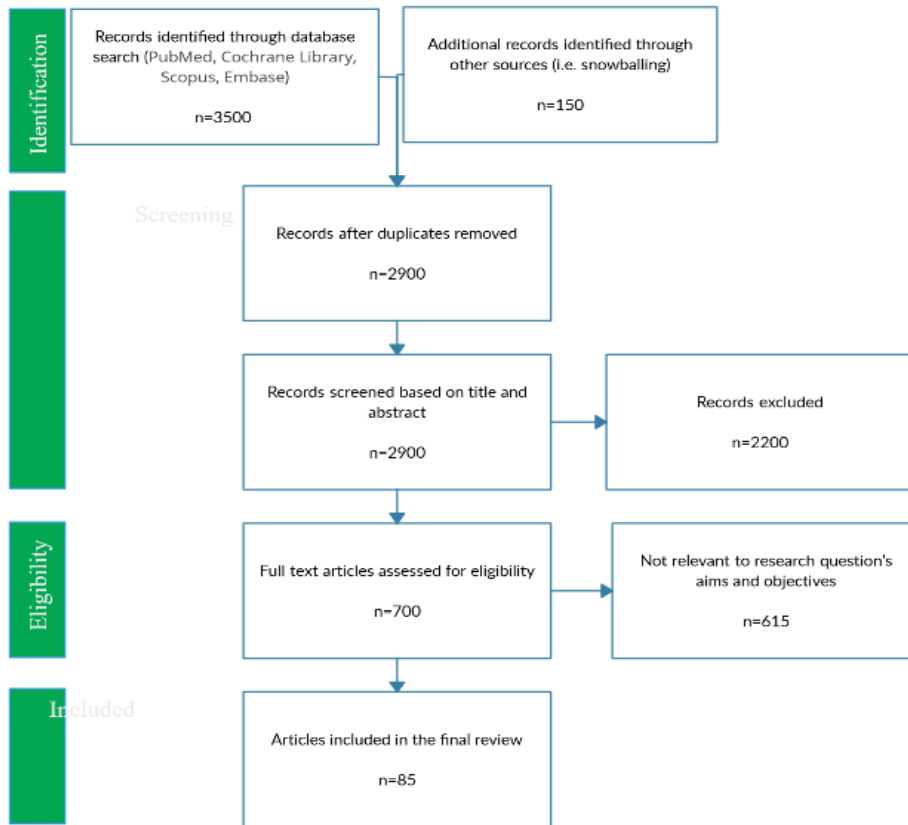 Identification
Records identified through database
search (PubMed, Cochrane Library,
Scopus, Embase)
n=3500
Additional records identified through
other sources (i.e. snowballing)
n=150
Screening
Records after duplicates removed
n=2900
Records screened based on title and
abstract
n=2900
Records excluded
n=2200
Eligibility
Full text articles assessed for eligibility
n=700
Not relevant to research question's
aims and objectives
n=615
Included
Articles included in the final review
n=85